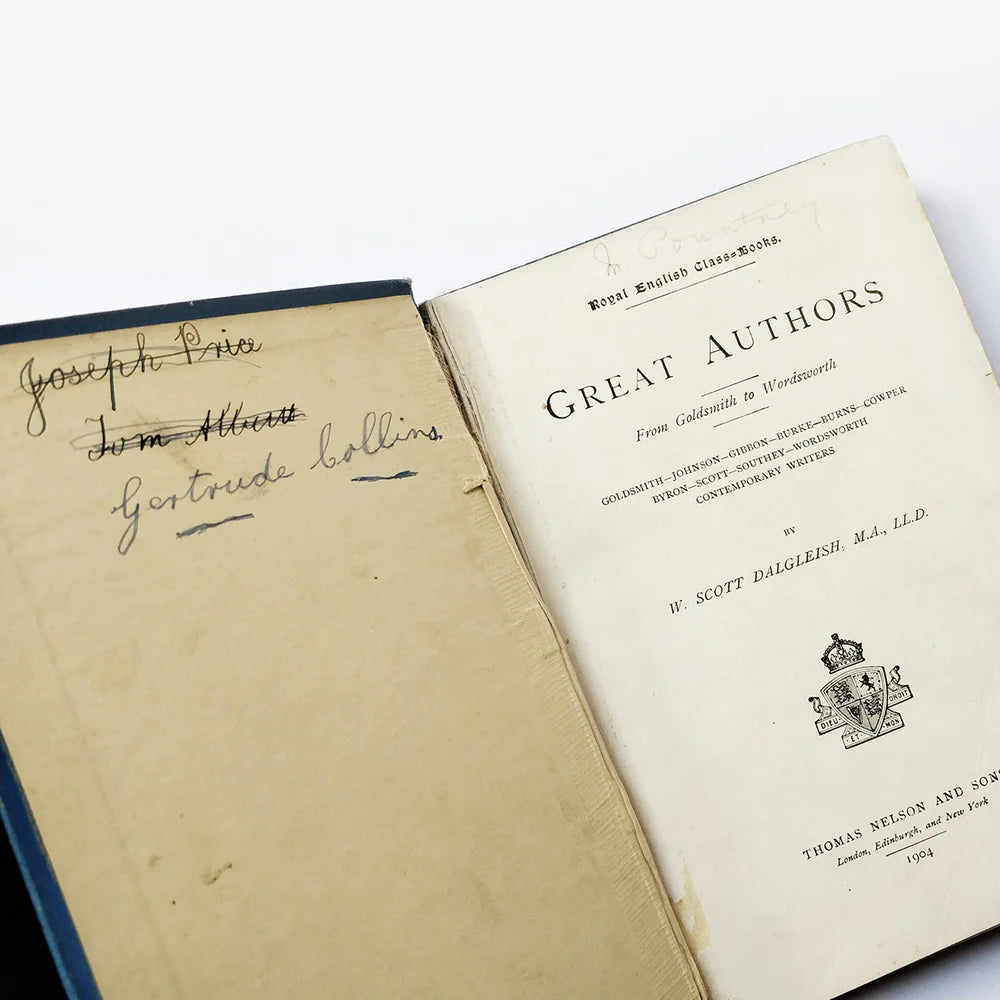 Joseph Price
Tom
Gertrude Collins.
M Pountney
Royal English Class=Books.
GREAT AUTHORS
From Goldsmith to Wordsworth
GOLDSMITH—JOHNSON—GIBBON—BURKE—BURNS—COWPER
BYRON—SCOTT—SOUTHEY—WORDSWORTH
CONTEMPORARY WRITERS
BY
W. SCOTT DALGLEISH, M.A., LL.D.
DIEU ET MON DROIT
THOMAS NELSON AND SONS
London, Edinburgh, and New York
1904